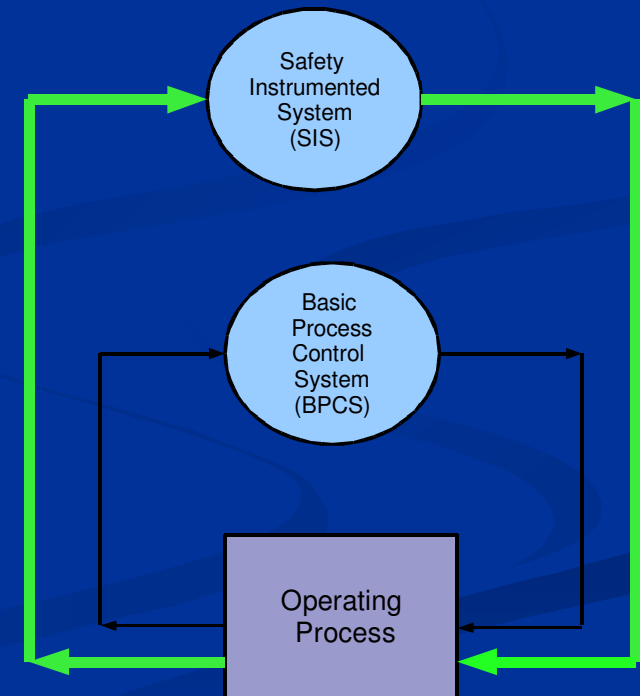 Safety
Instrumented
System
(SIS)
Basic
Process
Control
System
(BPCS)
Operating
Process